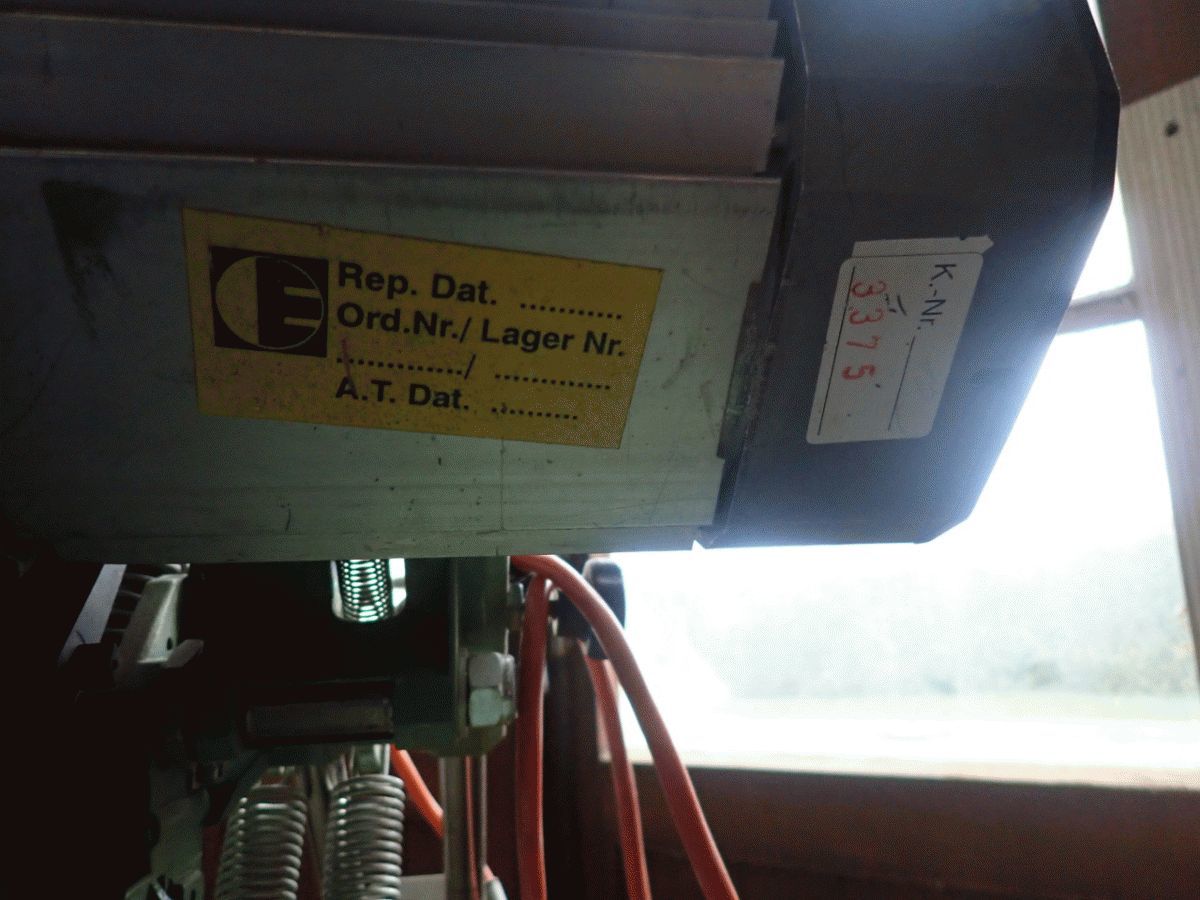 Rep. Dat. ............
Ord.Nr./ Lager Nr.
............/ ..............
A.T. Dat. ..........
K.-Nr.
3375